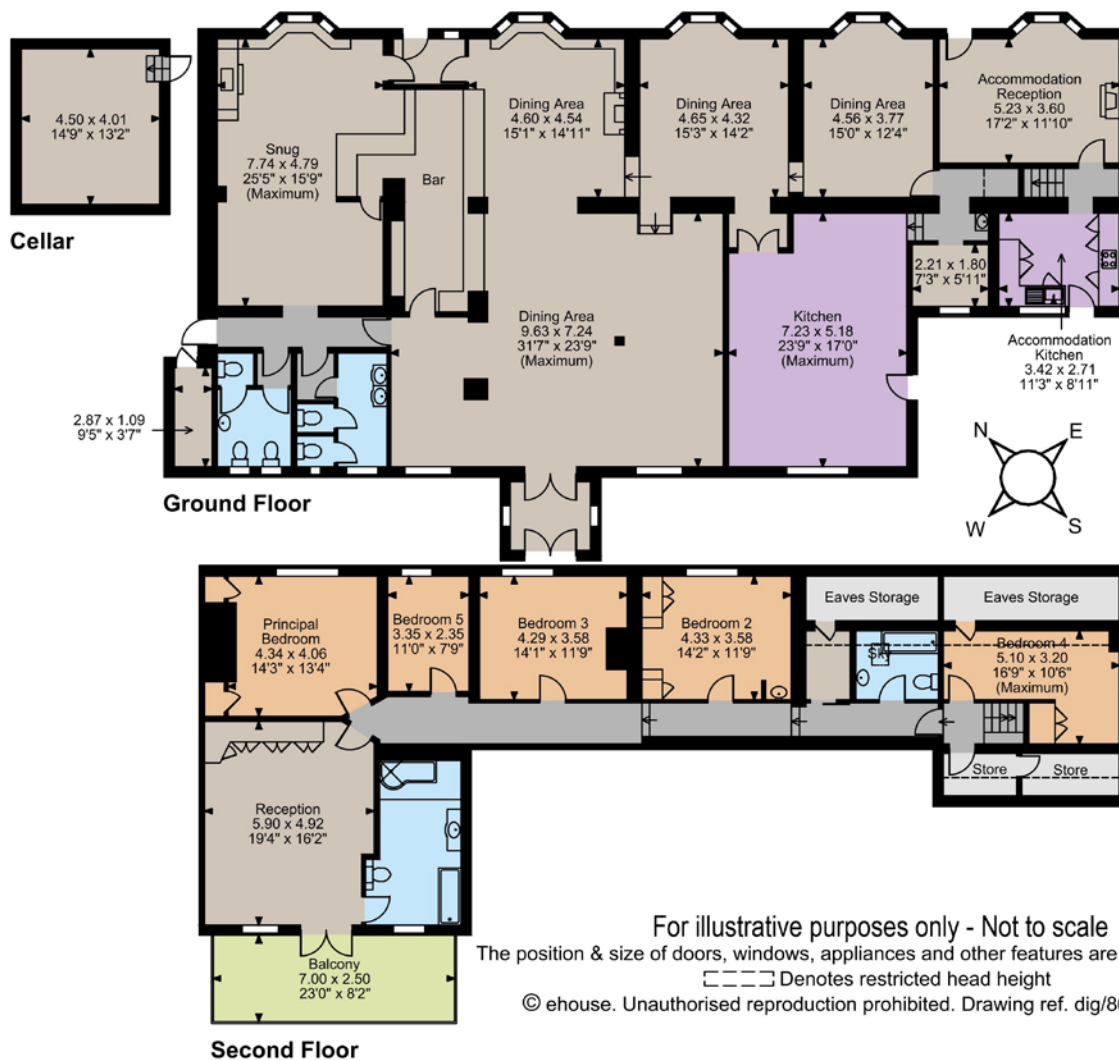 4.50 x 4.01
14'9" x 13'2"
Cellar
Snug
7.74 x 4.79
25'5" x 15'9"
(Maximum)
Bar
Dining Area
4.60 x 4.54
15'1" x 14'11"
Dining Area
4.65 x 4.32
15'3" x 14'2"
Dining Area
4.56 x 3.77
15'0" x 12'4"
Accommodation
Reception
5.23 x 3.60
17'2" x 11'10"
Dining Area
9.63 x 7.24
31'7" x 23'9"
(Maximum)
Kitchen
7.23 x 5.18
23'9" x 17'0"
(Maximum)
2.21 x 1.80
7'3" x 5'11"
Accommodation
Kitchen
3.42 x 2.71
11'3" x 8'11"
2.87 x 1.09
9'5" x 3'7"
Ground Floor
N
E
W
S
Principal
Bedroom
4.34 x 4.06
14'3" x 13'4"
Bedroom 5
3.35 x 2.35
11'0" x 7'9"
Bedroom 3
4.29 x 3.58
14'1" x 11'9"
Bedroom 2
4.33 x 3.58
14'2" x 11'9"
Eaves Storage
Eaves Storage
Bedroom 4
5.10 x 3.20
16'9" x 10'6"
(Maximum)
Store
Store
Reception
5.90 x 4.92
19'4" x 16'2"
Balcony
7.00 x 2.50
23'0" x 8'2"
Second Floor
For illustrative purposes only - Not to scale
The position & size of doors, windows, appliances and other features are
Denotes restricted head height
© ehouse. Unauthorised reproduction prohibited. Drawing ref. dig/8